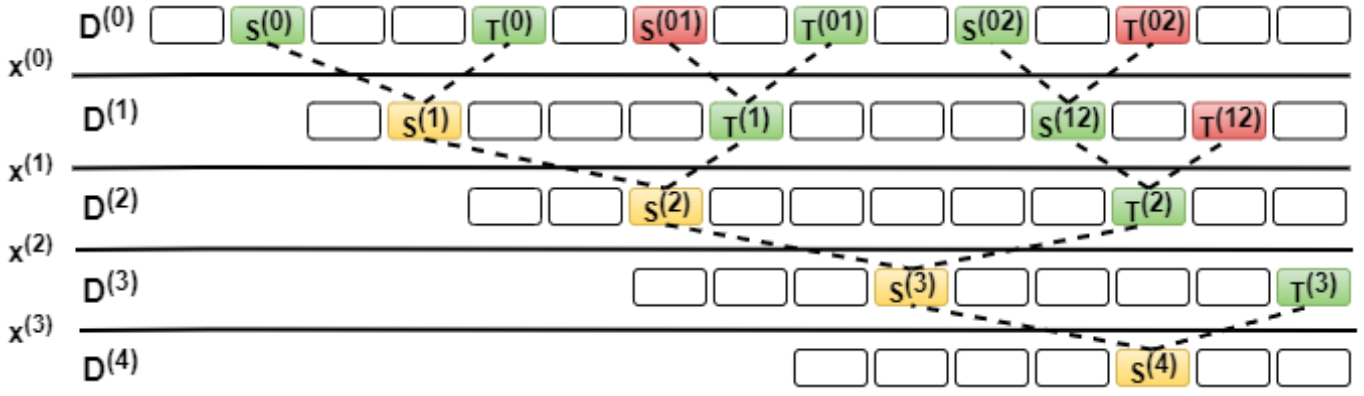 D(0) S(0) T(0) S(01) T(01) S(02) T(02)
x(0)
D(1) S(1) T(1) S(12) T(12)
x(1)
D(2) S(2) T(2)
x(2)
D(3) S(3) T(3)
x(3)
D(4) S(4)